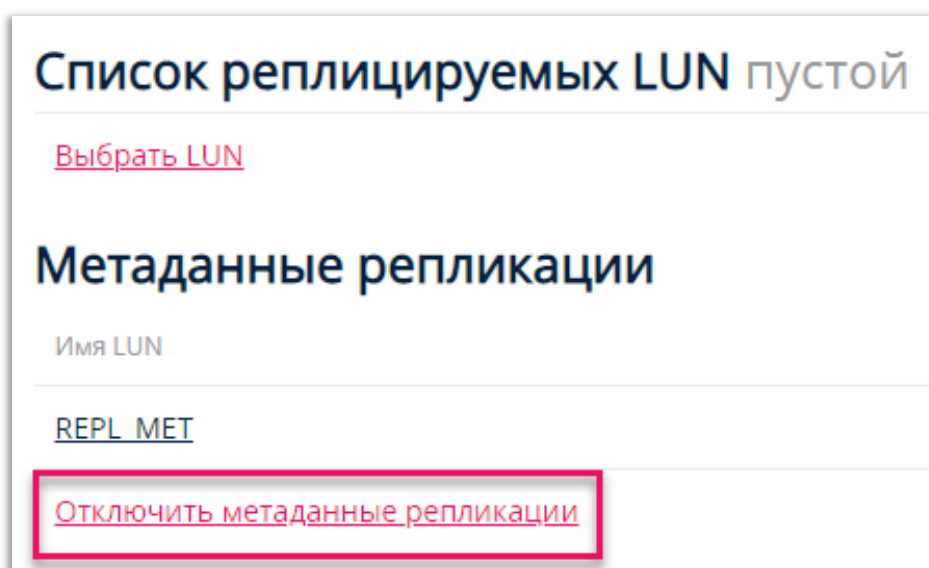 Список реплицируемых LUN пустой
Выбрать LUN
Метаданные репликации
Имя LUN
REPL_MET
Отключить метаданные репликации